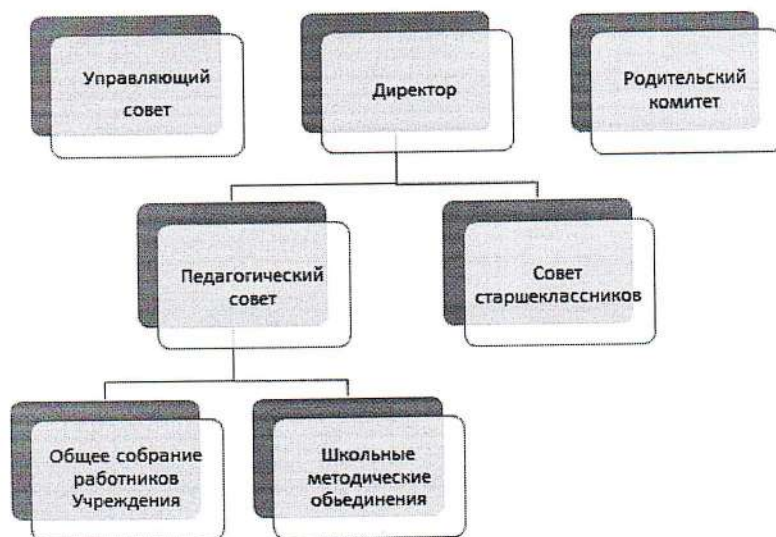 Управляющий
совет
Директор
Родительский
комитет
Педагогический
совет
Совет
старшеклассников
Общее собрание
работников
Учреждения
Школьные
методические
обьединения